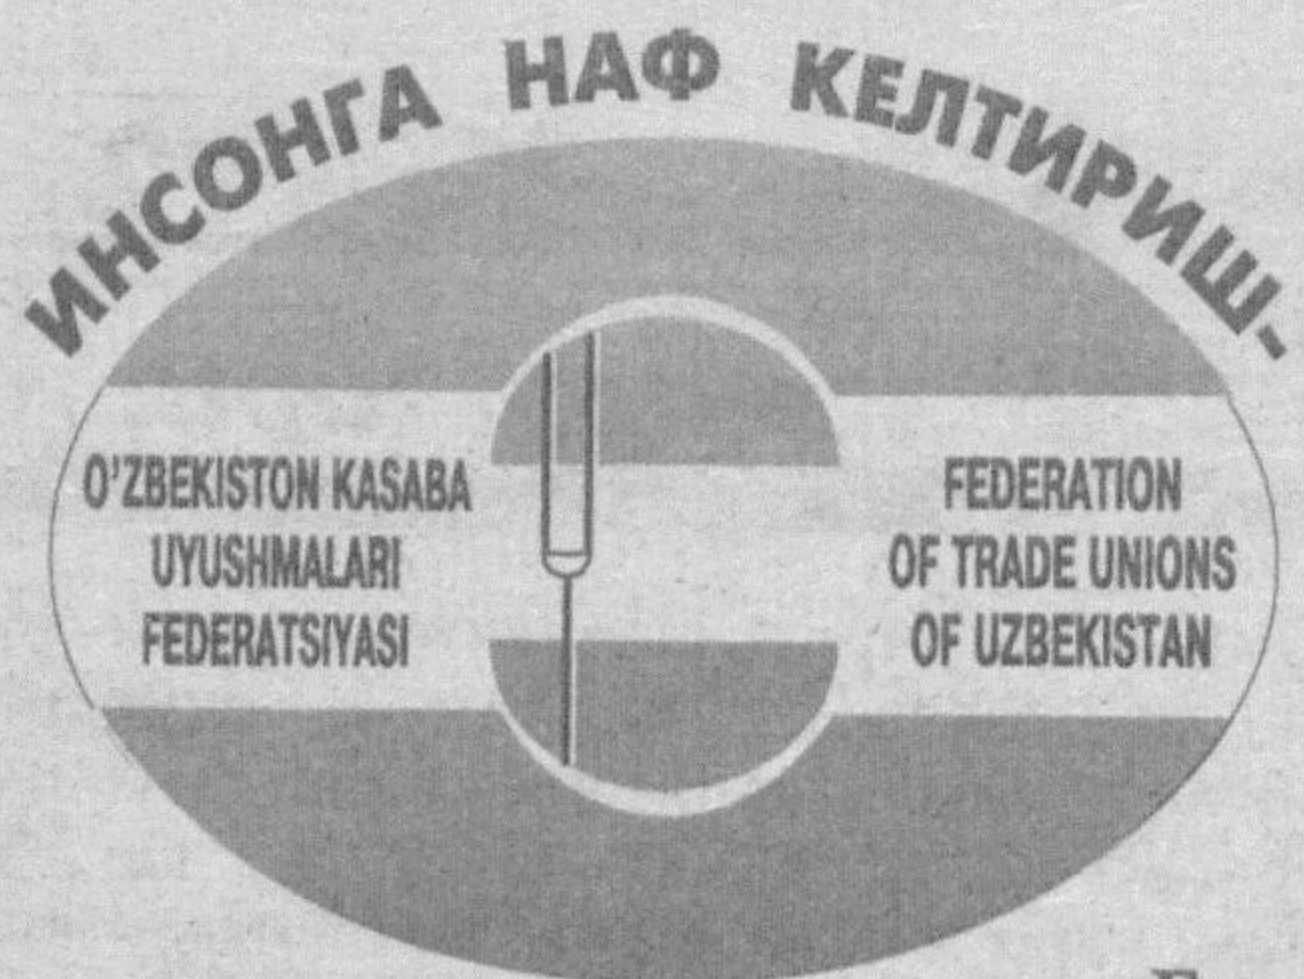 ИНСОНГА НАФ КЕЛТИРИШ-
O'ZBEKISTON KASABA
UYUSHMALARI
FEDERATSIYASI
FEDERATION
OF TRADE UNIONS
OF UZBEKISTAN